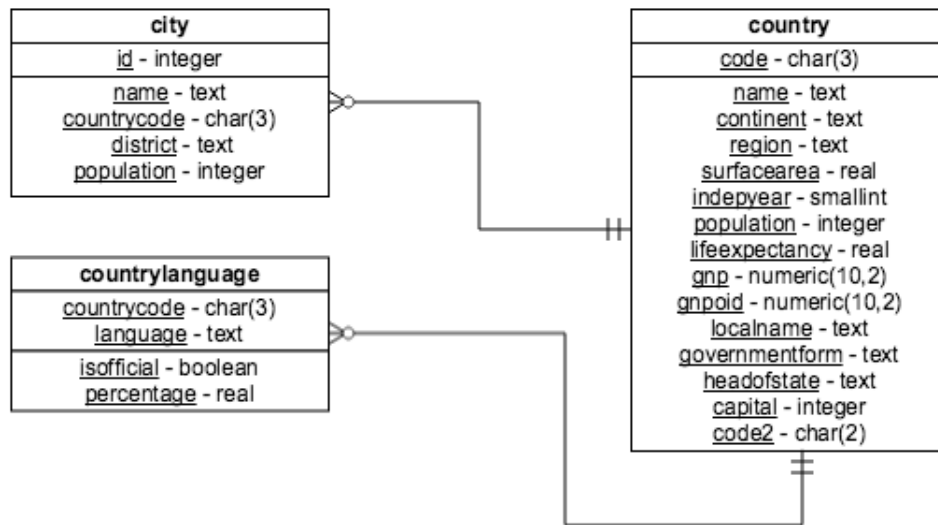 city
id - integer
name - text
countrycode - char(3)
district - text
population - integer
countrylanguage
countrycode - char(3)
language - text
isofficial - boolean
percentage - real
country
code - char(3)
name - text
continent - text
region - text
surfacearea - real
indepyear - smallint
population - integer
lifeexpectancy - real
gnp - numeric(10,2)
gnpoid - numeric(10,2)
localname - text
governmentform - text
headofstate - text
capital - integer
code2 - char(2)